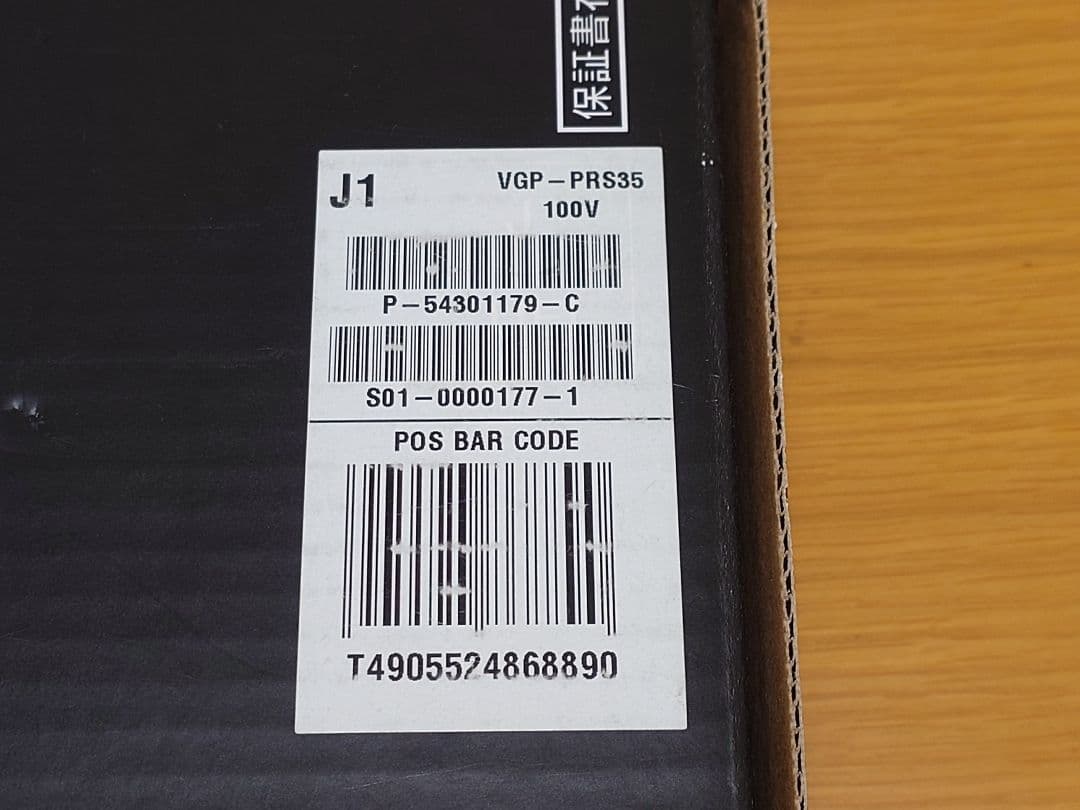 保証書
J1
VGP-PRS35
100V
P-54301179-C
S01-0000177-1
POS BAR CODE
T4905524868890